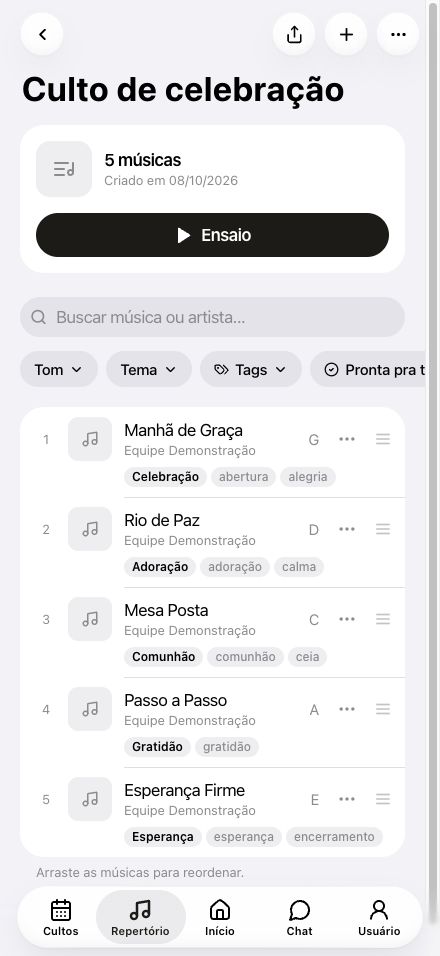 Culto de celebração
5 músicas
Criado em 08/10/2026
Ensaio
Buscar música ou artista...
Tom Tema Tags Pronta pra t
1 Manhã de Graça G
Equipe Demonstração
Celebração abertura alegria
2 Rio de Paz D
Equipe Demonstração
Adoração adoração calma
3 Mesa Posta C
Equipe Demonstração
Comunhão comunhão ceia
4 Passo a Passo A
Equipe Demonstração
Gratidão gratidão
5 Esperança Firme E
Equipe Demonstração
Esperança esperança encerramento
Arraste as músicas para reordenar.
Cultos Repertório Início Chat Usuário